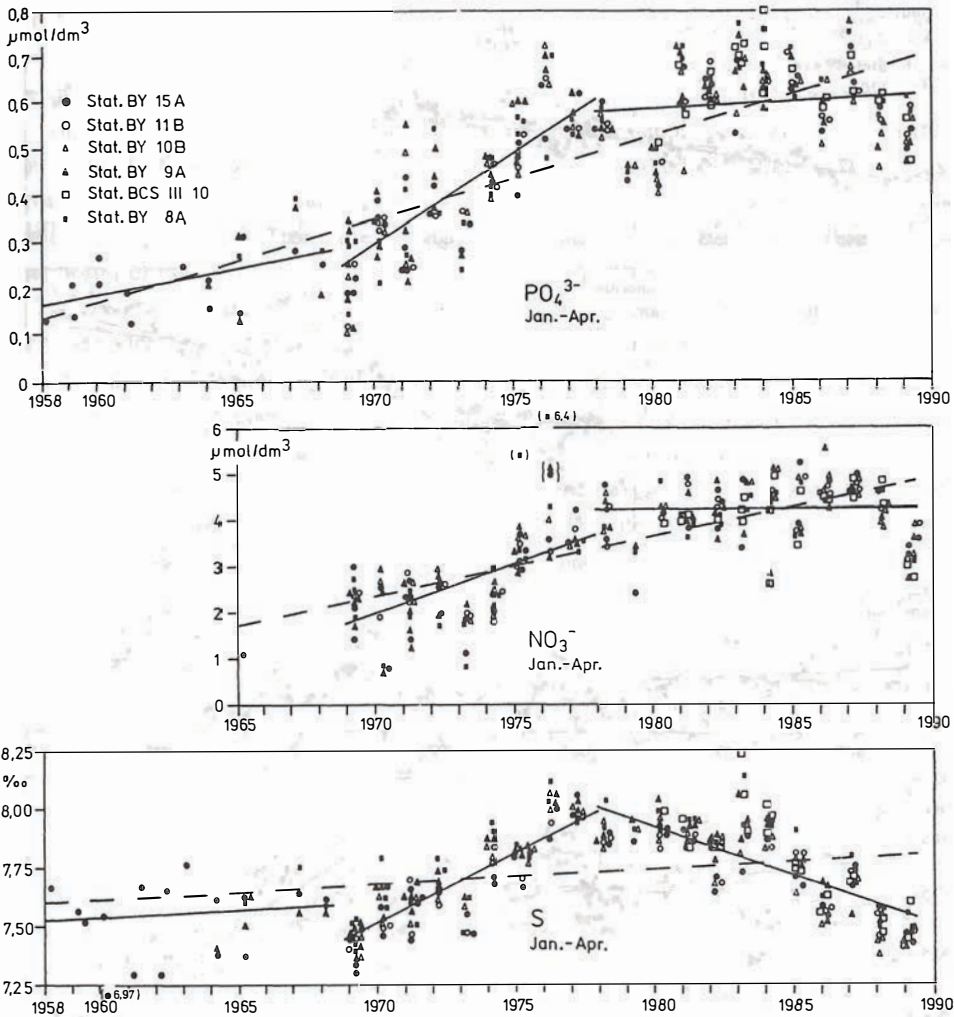 0,8
µmol/dm³
0,7
0,6
0,5
0,4
0,3
0,2
0,1
0
Stat. BY 15 A
Stat. BY 11 B
Stat. BY 10 B
Stat. BY 9A
Stat. BCS III 10
Stat. BY 8A
PO₄³⁻
Jan.-Apr.
1958 1960 1965 1970 1975 1980 1985 1990
6
µmol/dm³
5
4
3
2
1
0
(▪ 6,4)
(▪)
NO₃⁻
Jan.-Apr.
1965 1970 1975 1980 1985 1990
8,25
‰
8,00
7,75
7,50
7,25
S
Jan.-Apr.
6,97)
1958 1960 1965 1970 1975 1980 1985 1990